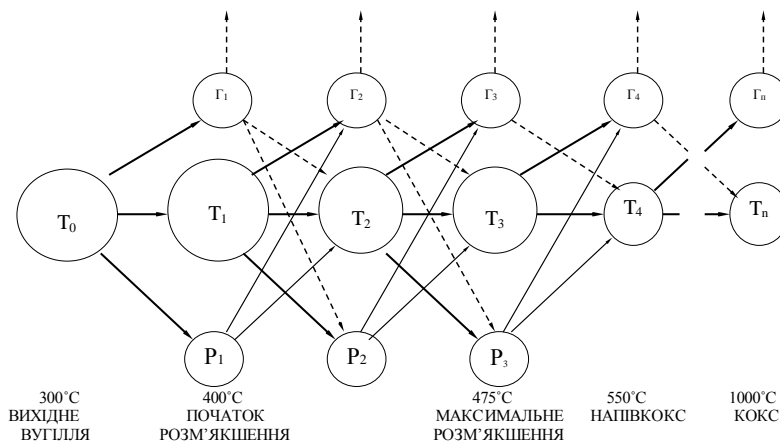 Г1 Г2 Г3 Г4 Гn
T0 T1 T2 T3 T4 Tn
P1 P2 P3
300˚C 400˚C 475˚C 550˚C 1000˚C
ВИХІДНЕ ПОЧАТОК МАКСИМАЛЬНЕ НАПІВКОКС КОКС
ВУГІЛЛЯ РОЗМ’ЯКШЕННЯ РОЗМ’ЯКШЕННЯ